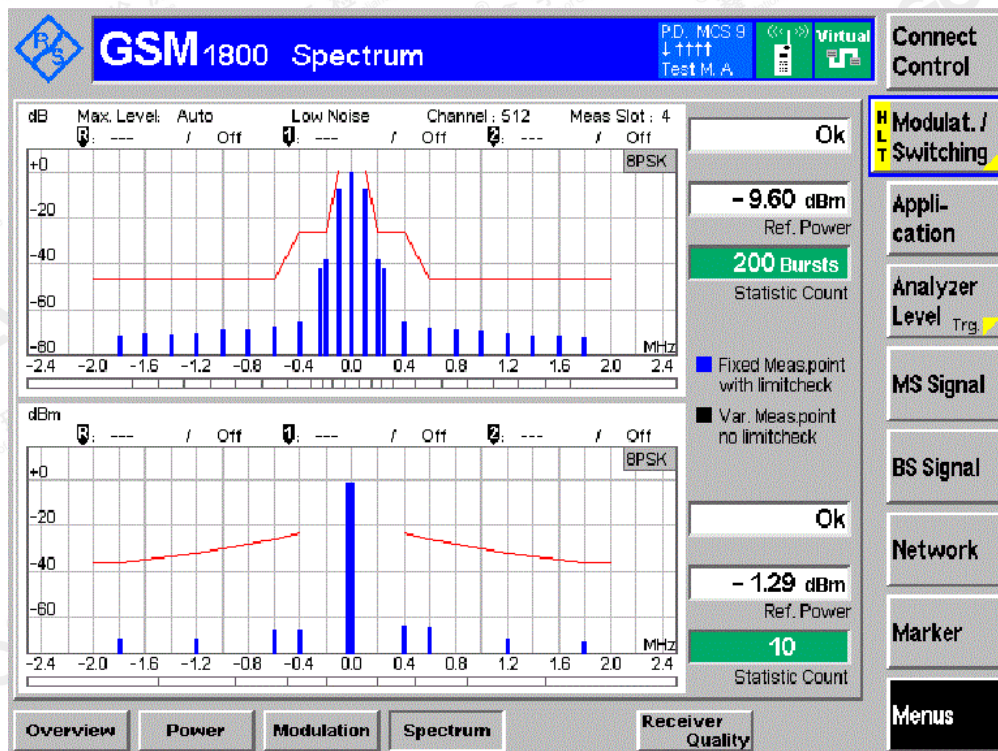 R/S
GSM 1800 Spectrum
P.D. MCS 9
↓ ↑↑↑↑
Test M. A
Virtual
Connect Control
dB Max. Level: Auto Low Noise Channel : 512 Meas Slot : 4
R: --- / Off 1: --- / Off 2: --- / Off
8PSK
+0
-20
-40
-60
-80
MHz
-2.4 -2.0 -1.6 -1.2 -0.8 -0.4 0.0 0.4 0.8 1.2 1.6 2.0 2.4
Ok
- 9.60 dBm
Ref. Power
200 Bursts
Statistic Count
Fixed Meas.point
with limitcheck
Var. Meas.point
no limitcheck
dBm
R: --- / Off 1: --- / Off 2: --- / Off
8PSK
+0
-20
-40
-60
MHz
-2.4 -2.0 -1.6 -1.2 -0.8 -0.4 0.0 0.4 0.8 1.2 1.6 2.0 2.4
Ok
- 1.29 dBm
Ref. Power
10
Statistic Count
HLT
Modulat. /
Switching
Appli-
cation
Analyzer
Level Trg.
MS Signal
BS Signal
Network
Marker
Menus
Overview Power Modulation Spectrum Receiver
Quality